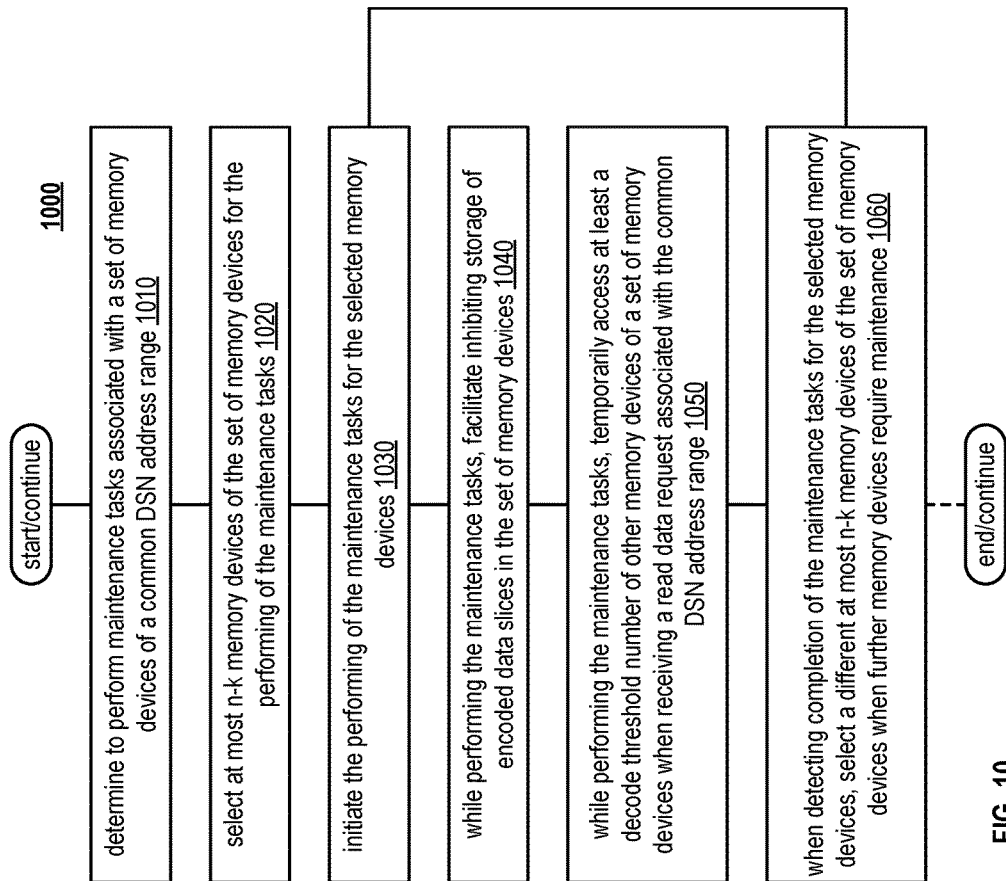 1000
start/continue
determine to perform maintenance tasks associated with a set of memory
devices of a common DSN address range 1010
select at most n-k memory devices of the set of memory devices for the
performing of the maintenance tasks 1020
initiate the performing of the maintenance tasks for the selected memory
devices 1030
while performing the maintenance tasks, facilitate inhibiting storage of
encoded data slices in the set of memory devices 1040
while performing the maintenance tasks, temporarily access at least a
decode threshold number of other memory devices of a set of memory
devices when receiving a read data request associated with the common
DSN address range 1050
when detecting completion of the maintenance tasks for the selected memory
devices, select a different at most n-k memory devices of the set of memory
devices when further memory devices require maintenance 1060
end/continue
FIG. 10